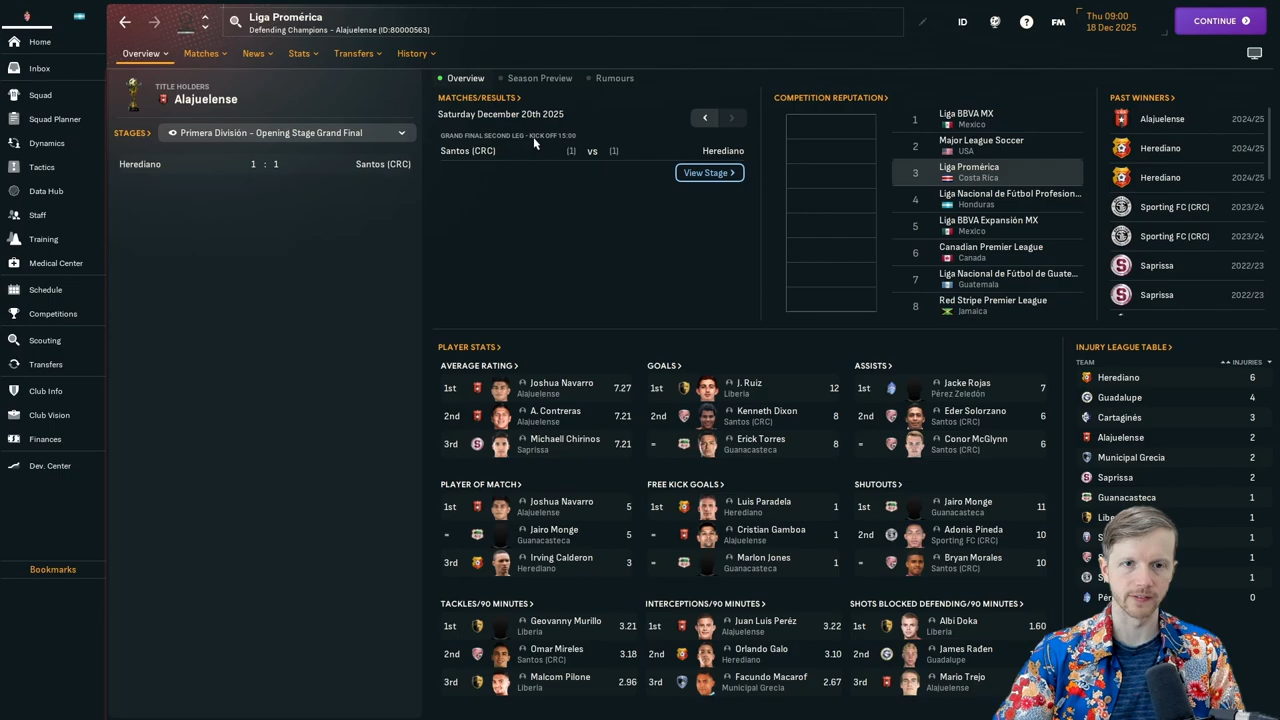 Liga Promérica
Defending Champions - Alajuelense (ID:80000563)
ID
FM
Thu 09:00
18 Dec 2025
CONTINUE
Overview
Matches
News
Stats
Transfers
History
Home
Inbox
Squad
Squad Planner
Dynamics
Tactics
Data Hub
Staff
Training
Medical Center
Schedule
Competitions
Scouting
Transfers
Club Info
Club Vision
Finances
Dev. Center
Bookmarks
TITLE HOLDERS
Alajuelense
STAGES
Primera División - Opening Stage Grand Final
Herediano 1 : 1 Santos (CRC)
Overview
Season Preview
Rumours
MATCHES/RESULTS
Saturday December 20th 2025
GRAND FINAL SECOND LEG - KICK OFF 15:00
Santos (CRC) (1) vs (1) Herediano
View Stage
COMPETITION REPUTATION
1 Liga BBVA MX
Mexico
2 Major League Soccer
USA
3 Liga Promérica
Costa Rica
4 Liga Nacional de Fútbol Profesion...
Honduras
5 Liga BBVA Expansión MX
Mexico
6 Canadian Premier League
Canada
7 Liga Nacional de Fútbol de Guate...
Guatemala
8 Red Stripe Premier League
Jamaica
PAST WINNERS
Alajuelense 2024/25
Herediano 2024/25
Herediano 2024/25
Sporting FC (CRC) 2023/24
Sporting FC (CRC) 2023/24
Saprissa 2022/23
Saprissa 2022/23
PLAYER STATS
AVERAGE RATING
1st Joshua Navarro 7.27
Alajuelense
2nd A. Contreras 7.21
Alajuelense
3rd Michaell Chirinos 7.21
Saprissa
GOALS
1st J. Ruiz 12
Liberia
2nd Kenneth Dixon 8
Santos (CRC)
= Erick Torres 8
Guanacasteca
ASSISTS
1st Jacke Rojas 7
Pérez Zeledón
2nd Eder Solorzano 6
Santos (CRC)
= Conor McGlynn 6
Santos (CRC)
PLAYER OF MATCH
1st Joshua Navarro 5
Alajuelense
= Jairo Monge 5
Guanacasteca
3rd Irving Calderon 3
Herediano
FREE KICK GOALS
1st Luis Paradela 1
Herediano
= Cristian Gamboa 1
Alajuelense
= Marlon Jones 1
Guanacasteca
SHUTOUTS
1st Jairo Monge 11
Guanacasteca
2nd Adonis Pineda 10
Sporting FC (CRC)
= Bryan Morales 10
Santos (CRC)
TACKLES/90 MINUTES
1st Geovanny Murillo 3.21
Liberia
2nd Omar Mireles 3.18
Santos (CRC)
3rd Malcom Pilone 2.96
Liberia
INTERCEPTIONS/90 MINUTES
1st Juan Luis Peréz 3.22
Alajuelense
2nd Orlando Galo 3.10
Herediano
3rd Facundo Macarof 2.67
Municipal Grecia
SHOTS BLOCKED DEFENDING/90 MINUTES
1st Albi Doka 1.60
Liberia
2nd James Raden
Guadalupe
3rd Mario Trejo
Alajuelense
INJURY LEAGUE TABLE
TEAM INJURIES
Herediano 6
Guadalupe 4
Cartaginés 3
Alajuelense 2
Municipal Grecia 2
Saprissa 2
Guanacasteca 1
Libe 1
1
1
1
Pé 0